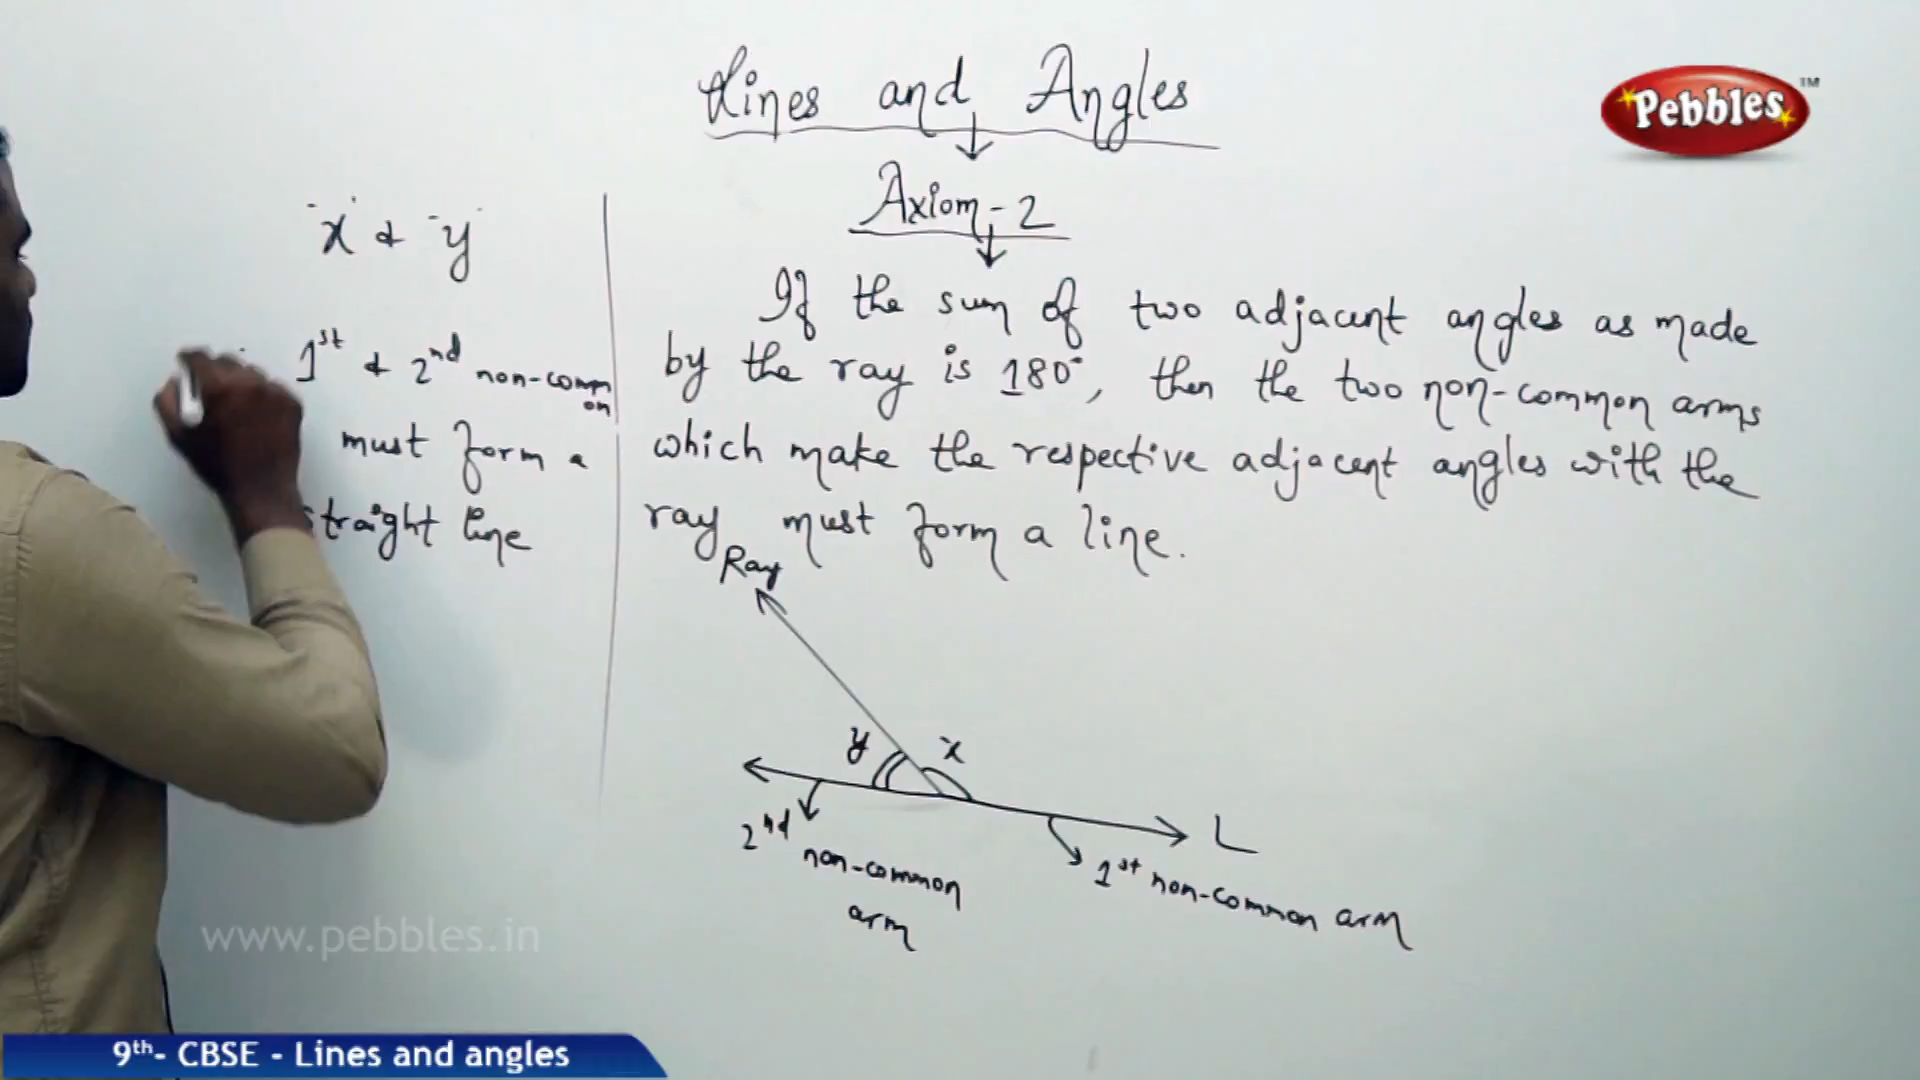 Lines and Angles
Pebbles™
Axiom-2
x & y
1st & 2nd non-comm
on
must form a
straight line
If the sum of two adjacent angles as made
by the ray is 180°, then the two non-common arms
which make the respective adjacent angles with the
ray must form a line.
Ray
y
x
L
2nd
non-common
arm
1st non-common arm
www.pebbles.in
9th- CBSE - Lines and angles